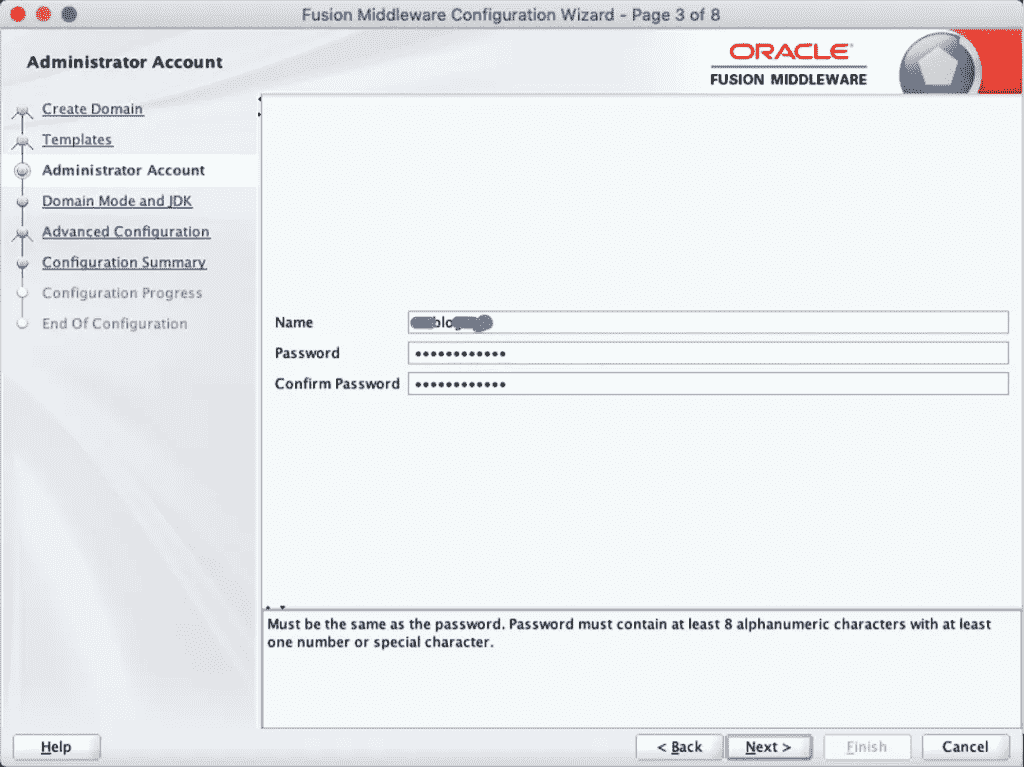 Fusion Middleware Configuration Wizard - Page 3 of 8
Administrator Account
ORACLE
FUSION MIDDLEWARE
Create Domain
Templates
Administrator Account
Domain Mode and JDK
Advanced Configuration
Configuration Summary
Configuration Progress
End Of Configuration
Name
Password ••••••••••••
Confirm Password ••••••••••••
Must be the same as the password. Password must contain at least 8 alphanumeric characters with at least
one number or special character.
Help
< Back
Next >
Finish
Cancel